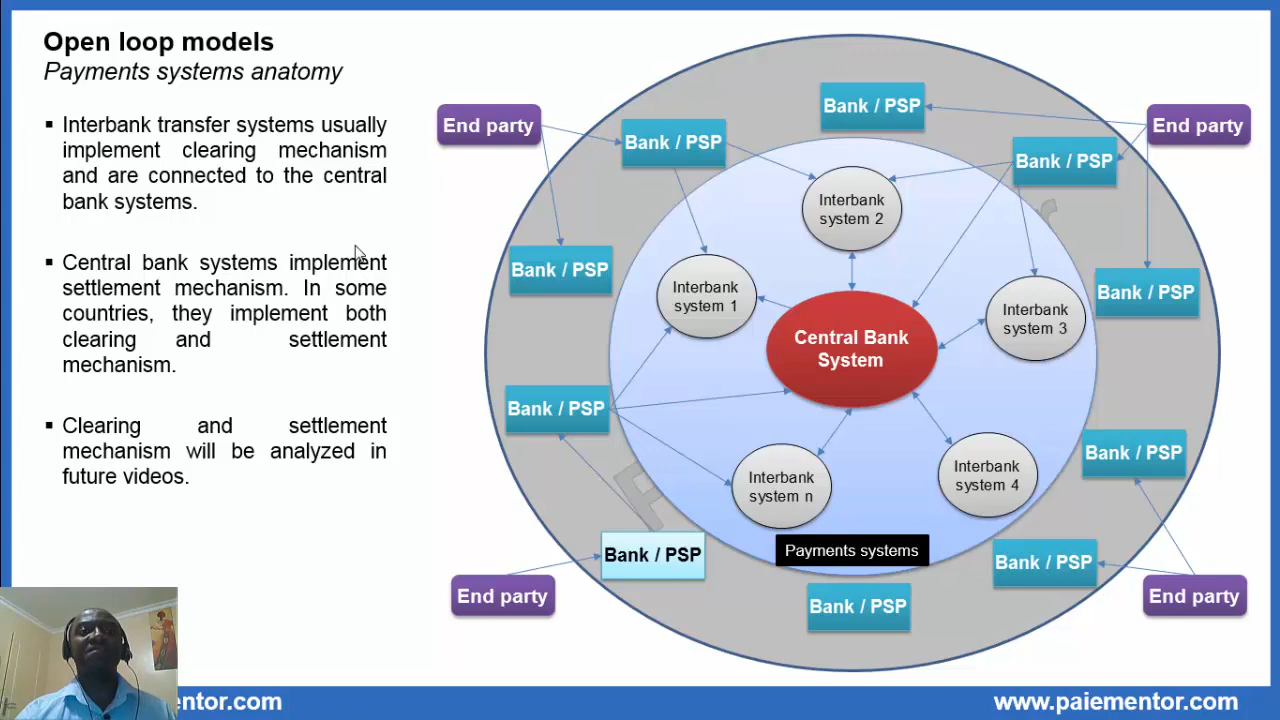 Open loop models
Payments systems anatomy
▪ Interbank transfer systems usually
implement clearing mechanism
and are connected to the central
bank systems.
▪ Central bank systems implement
settlement mechanism. In some
countries, they implement both
clearing and settlement
mechanism.
▪ Clearing and settlement
mechanism will be analyzed in
future videos.
End party
Bank / PSP
Bank / PSP
End party
Bank / PSP
Bank / PSP
Interbank
system 2
Bank / PSP
Interbank
system 1
Bank / PSP
Interbank
system 3
Central Bank
System
Bank / PSP
Bank / PSP
Interbank
system n
Interbank
system 4
Payments systems
Bank / PSP
Bank / PSP
Bank / PSP
End party
End party
entor.com
www.paiementor.com